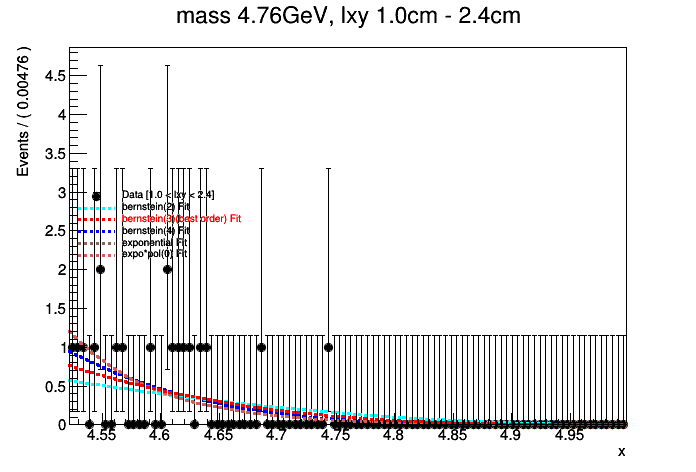 mass 4.76GeV, lxy 1.0cm - 2.4cm
Events / ( 0.00476 )
4.5
4
3.5
3
2.5
2
1.5
1
0.5
0
Data [1.0 < lxy < 2.4]
bernstein(2) Fit
bernstein(3)(best order) Fit
bernstein(4) Fit
exponential Fit
expo*pol(0) Fit
4.55 4.6 4.65 4.7 4.75 4.8 4.85 4.9 4.95
x